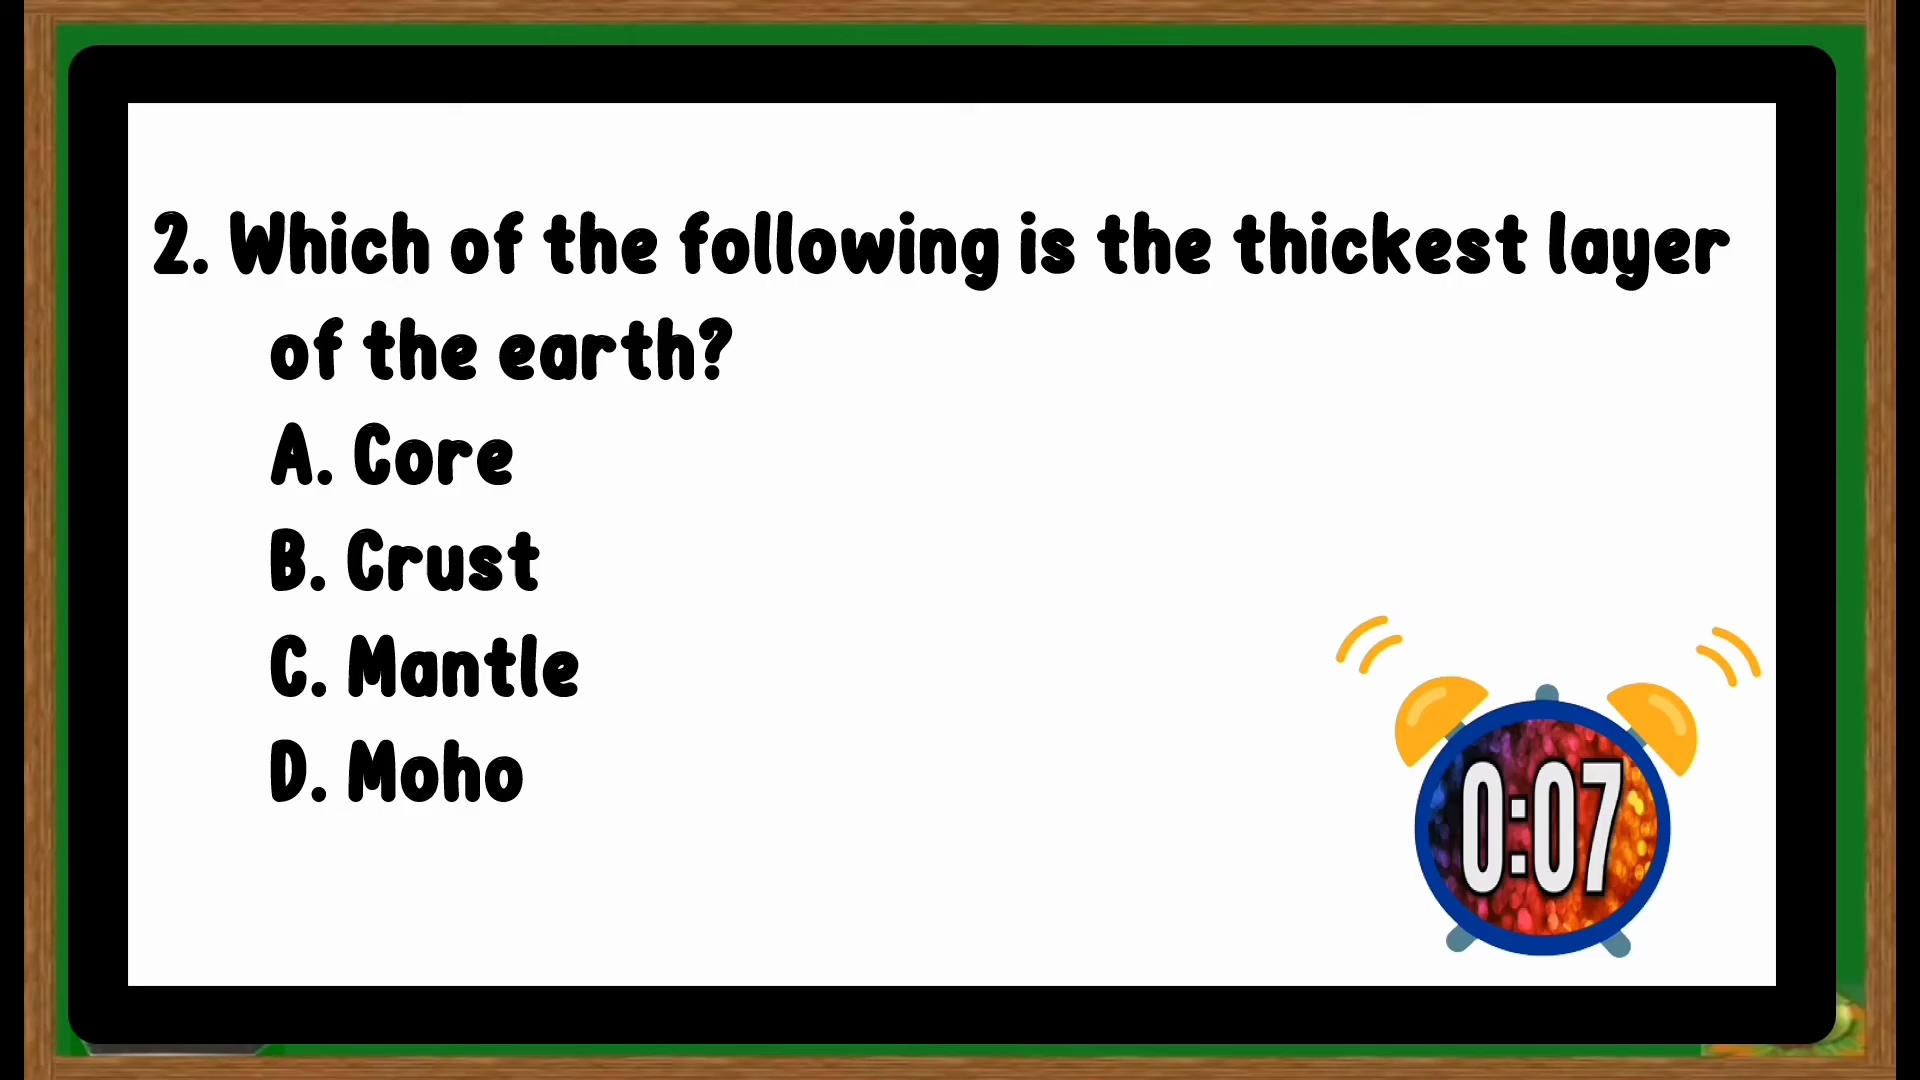 2. Which of the following is the thickest layer
of the earth?
A. Core
B. Crust
C. Mantle
D. Moho
0:07